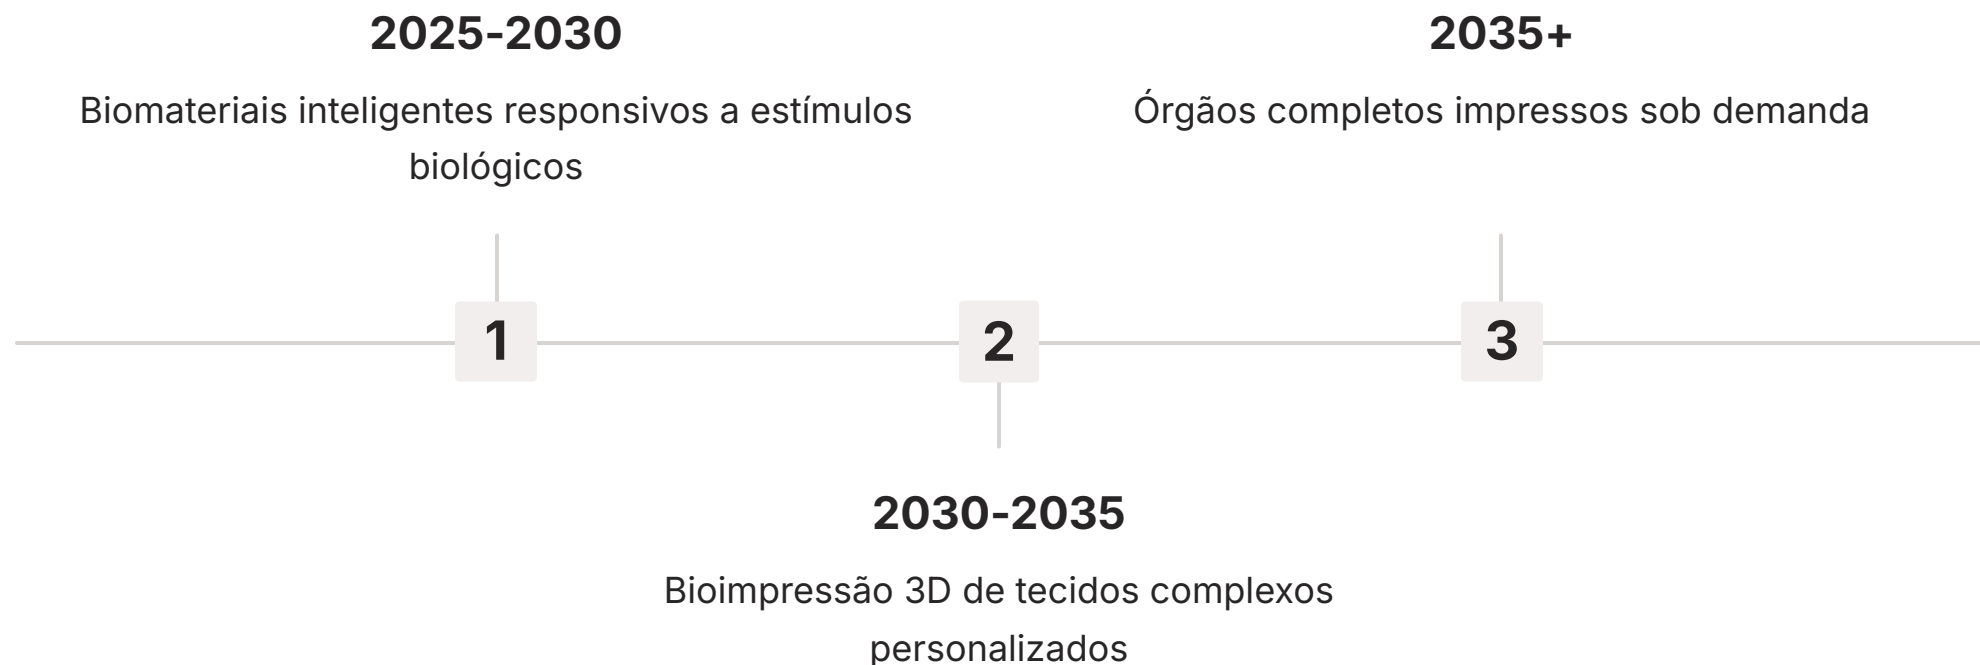 2025-2030
Biomateriais inteligentes responsivos a estímulos
biológicos
2035+
Órgãos completos impressos sob demanda
1
2
3
2030-2035
Bioimpressão 3D de tecidos complexos
personalizados